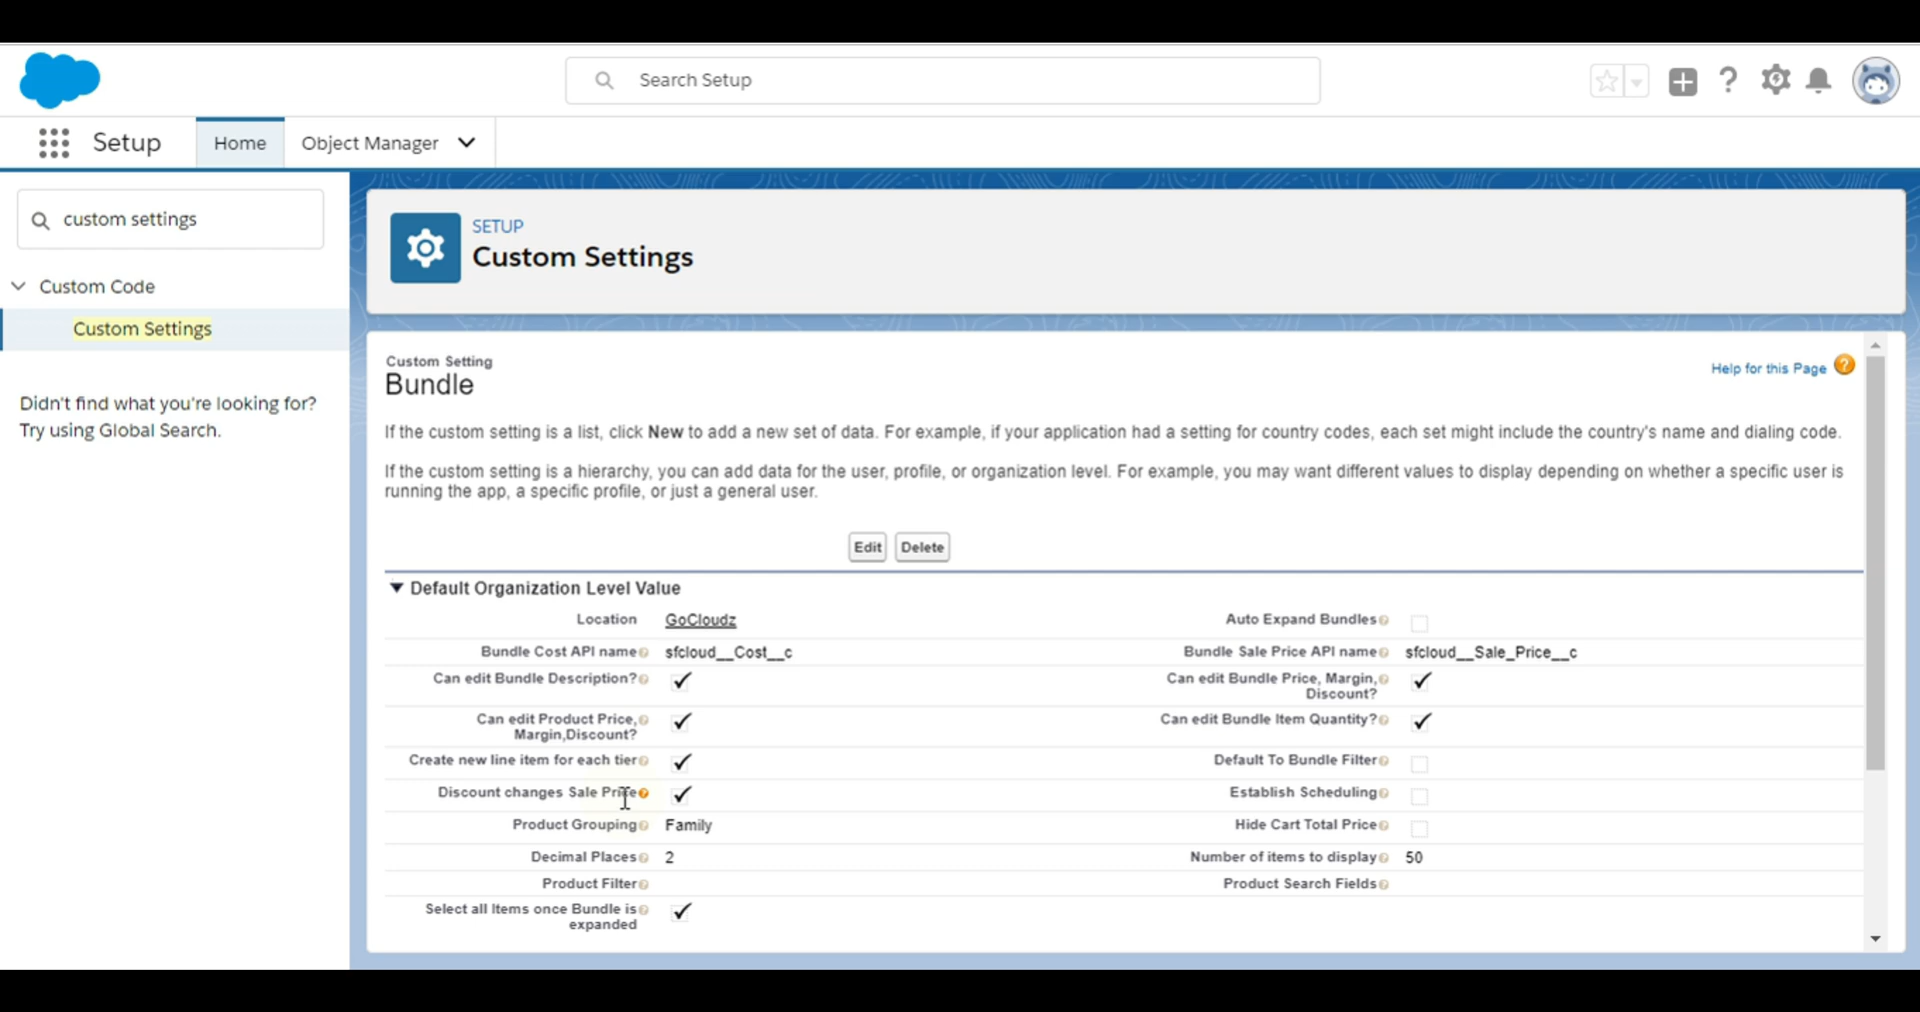 Search Setup
Setup
Home
Object Manager
custom settings
Custom Code
Custom Settings
Didn't find what you're looking for?
Try using Global Search.
SETUP
Custom Settings
Custom Setting
Bundle
Help for this Page
If the custom setting is a list, click New to add a new set of data. For example, if your application had a setting for country codes, each set might include the country's name and dialing code.
If the custom setting is a hierarchy, you can add data for the user, profile, or organization level. For example, you may want different values to display depending on whether a specific user is
running the app, a specific profile, or just a general user.
Edit Delete
Default Organization Level Value
Location GoCloudz Auto Expand Bundles
Bundle Cost API name sfcloud__Cost__c Bundle Sale Price API name sfcloud__Sale_Price__c
Can edit Bundle Description? Can edit Bundle Price, Margin,
Discount?
Can edit Product Price, Can edit Bundle Item Quantity?
Margin,Discount?
Create new line item for each tier Default To Bundle Filter
Discount changes Sale Price Establish Scheduling
Product Grouping Family Hide Cart Total Price
Decimal Places 2 Number of items to display 50
Product Filter Product Search Fields
Select all Items once Bundle is
expanded